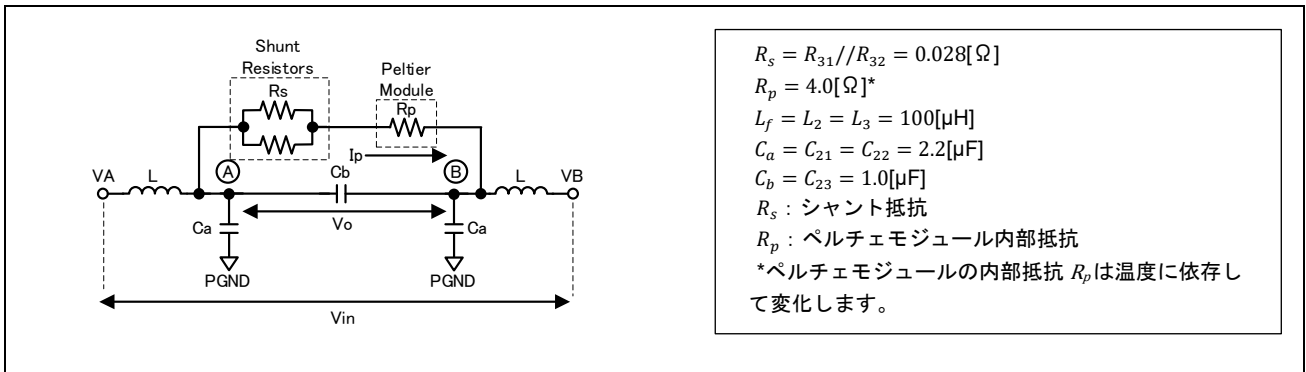 Shunt
Resistors
Rs
Peltier
Module
Rp
Ip
A
B
VA
L
Cb
L
VB
Ca
Vo
Ca
PGND
PGND
Vin
R_s = R_31//R_32 = 0.028[Ω]
R_p = 4.0[Ω]*
L_f = L_2 = L_3 = 100[μH]
C_a = C_21 = C_22 = 2.2[μF]
C_b = C_23 = 1.0[μF]
R_s : シャント抵抗
R_p : ペルチェモジュール内部抵抗
*ペルチェモジュールの内部抵抗 R_pは温度に依存し
て変化します。